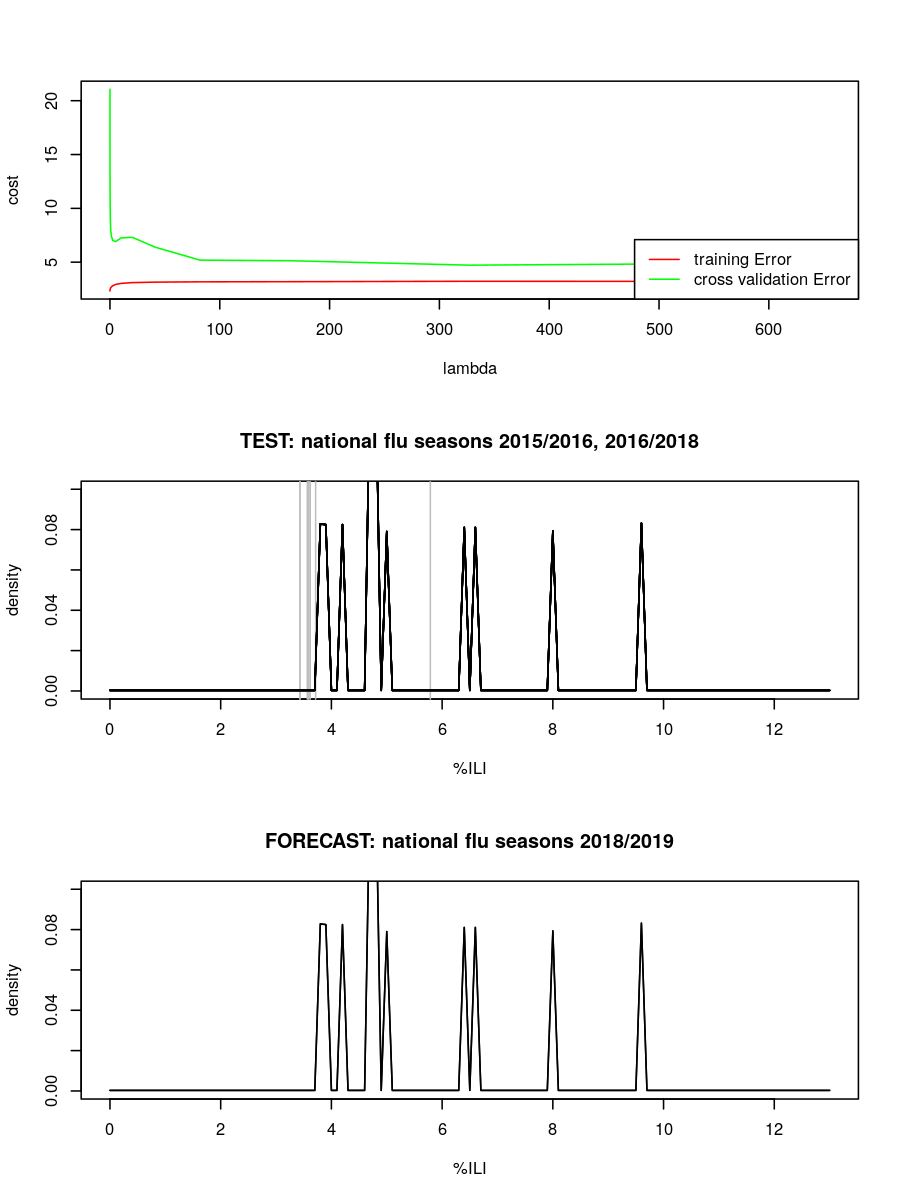 20
15
10
5
cost
training Error
cross validation Error
0 100 200 300 400 500 600
lambda
TEST: national flu seasons 2015/2016, 2016/2018
0.08
0.04
0.00
density
0 2 4 6 8 10 12
%ILI
FORECAST: national flu seasons 2018/2019
0.08
0.04
0.00
density
0 2 4 6 8 10 12
%ILI